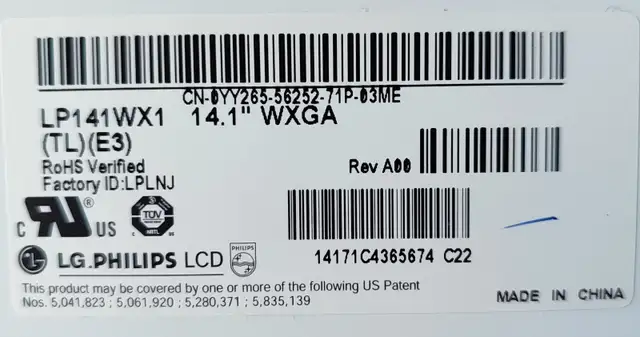 CN-0YY265-56252-71P-03ME
LP141WX1 14.1" WXGA
(TL)(E3)
RoHS Verified
Factory ID:LPLNJ
Rev A00
C RU ® US
TÜV
NRTL
14171C4365674 C22
LG.PHILIPS LCD PHILIPS
This product may be covered by one or more of the following US Patent
Nos. 5,041,823 ; 5,061,920 ; 5,280,371 ; 5,835,139
MADE IN CHINA